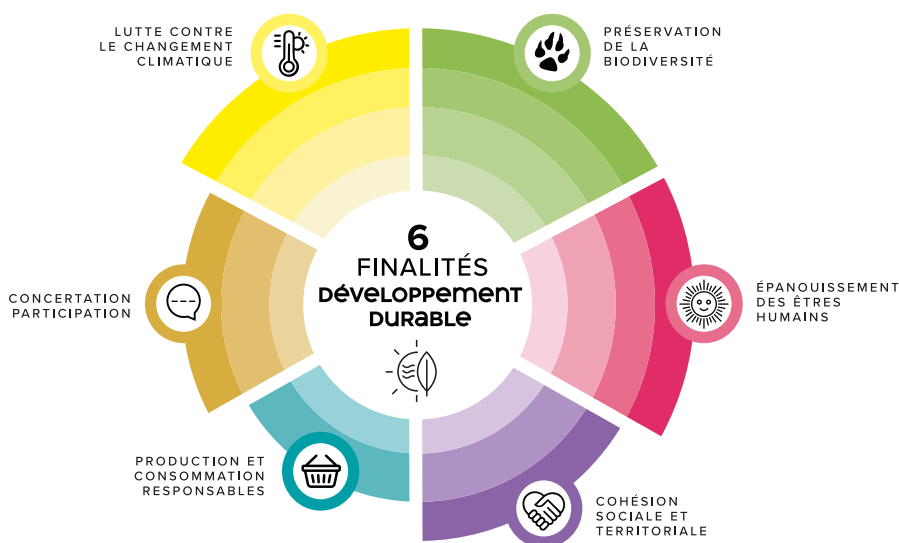 LUTTE CONTRE
LE CHANGEMENT
CLIMATIQUE
PRÉSERVATION
DE LA
BIODIVERSITÉ
6
FINALITÉS
DÉVELOPPEMENT
DURABLE
CONCERTATION
PARTICIPATION
ÉPANOUISSEMENT
DES ÊTRES
HUMAINS
PRODUCTION ET
CONSOMMATION
RESPONSABLES
COHÉSION
SOCIALE ET
TERRITORIALE